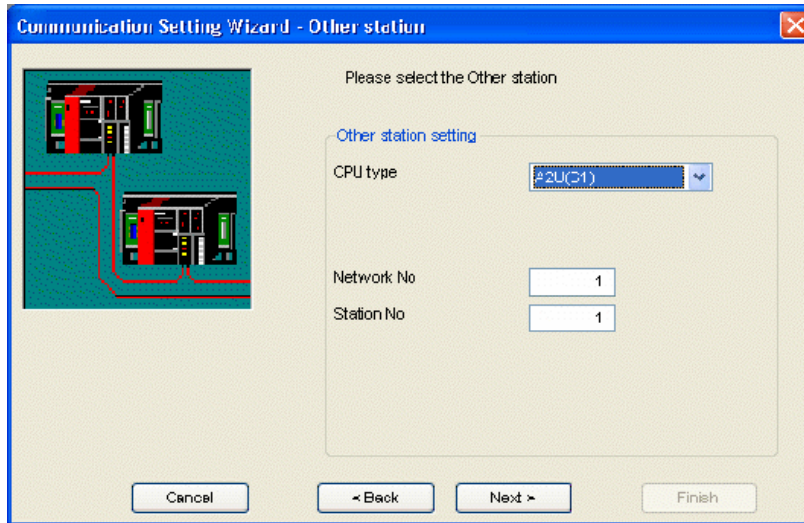 Communication Setting Wizard - Other station
Please select the Other station
Other station setting
CPU type
A2U(S1)
Network No
1
Station No
1
Cancel
< Back
Next >
Finish